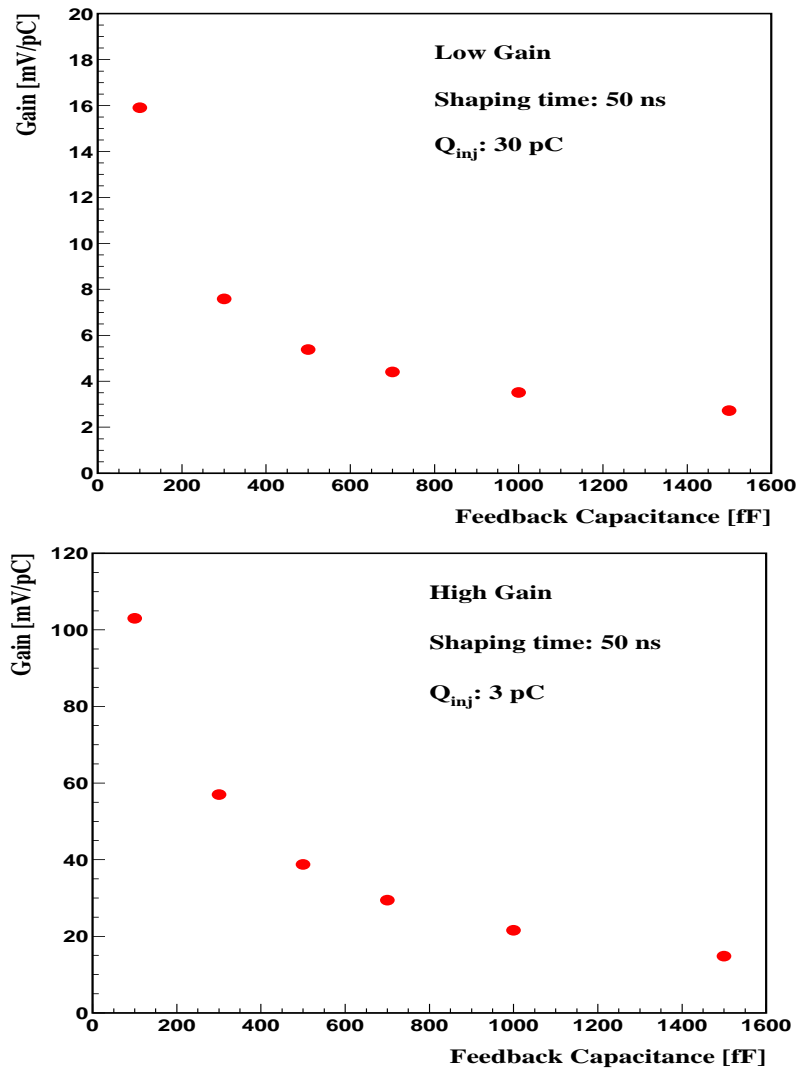 Gain [mV/pC]
20
18
16
14
12
10
8
6
4
2
0
Low Gain
Shaping time: 50 ns
Q_inj: 30 pC
0 200 400 600 800 1000 1200 1400 1600
Feedback Capacitance [fF]
Gain [mV/pC]
120
100
80
60
40
20
0
High Gain
Shaping time: 50 ns
Q_inj: 3 pC
0 200 400 600 800 1000 1200 1400 1600
Feedback Capacitance [fF]